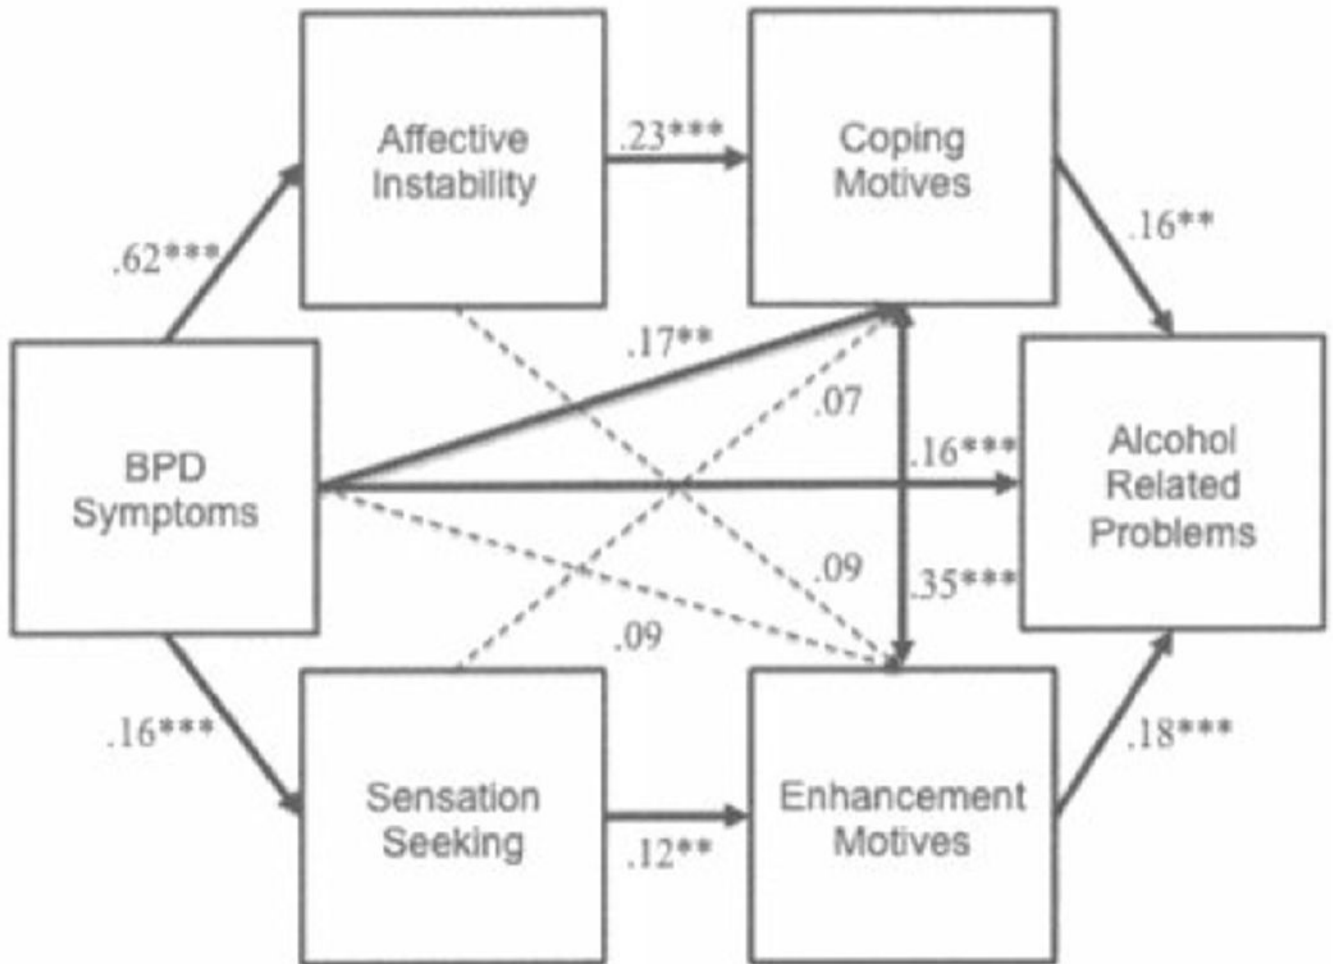 Affective
Instability
.23***
Coping
Motives
.62***
.16**
.17**
.07
BPD
Symptoms
.16***
Alcohol
Related
Problems
.09
.35***
.09
.16***
Sensation
Seeking
.12**
Enhancement
Motives
.18***